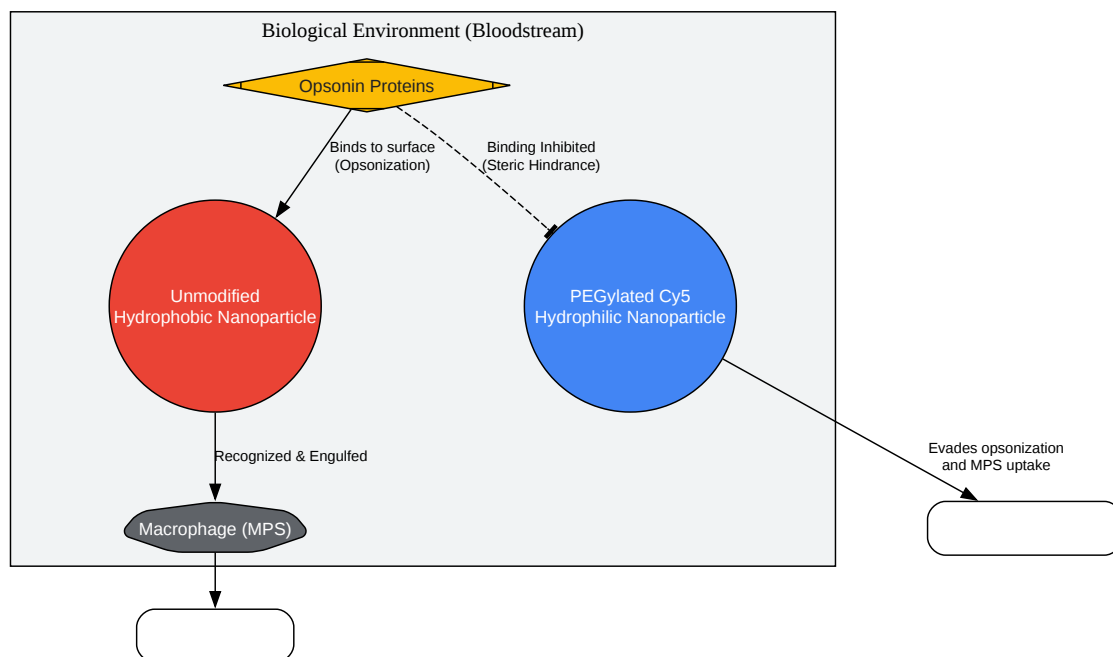 Biological Environment (Bloodstream)
Opsonin Proteins
Binds to surface
(Opsonization)
Binding Inhibited
(Steric Hindrance)
Unmodified
Hydrophobic Nanoparticle
PEGylated Cy5
Hydrophilic Nanoparticle
Recognized & Engulfed
Evades opsonization
and MPS uptake
Macrophage (MPS)